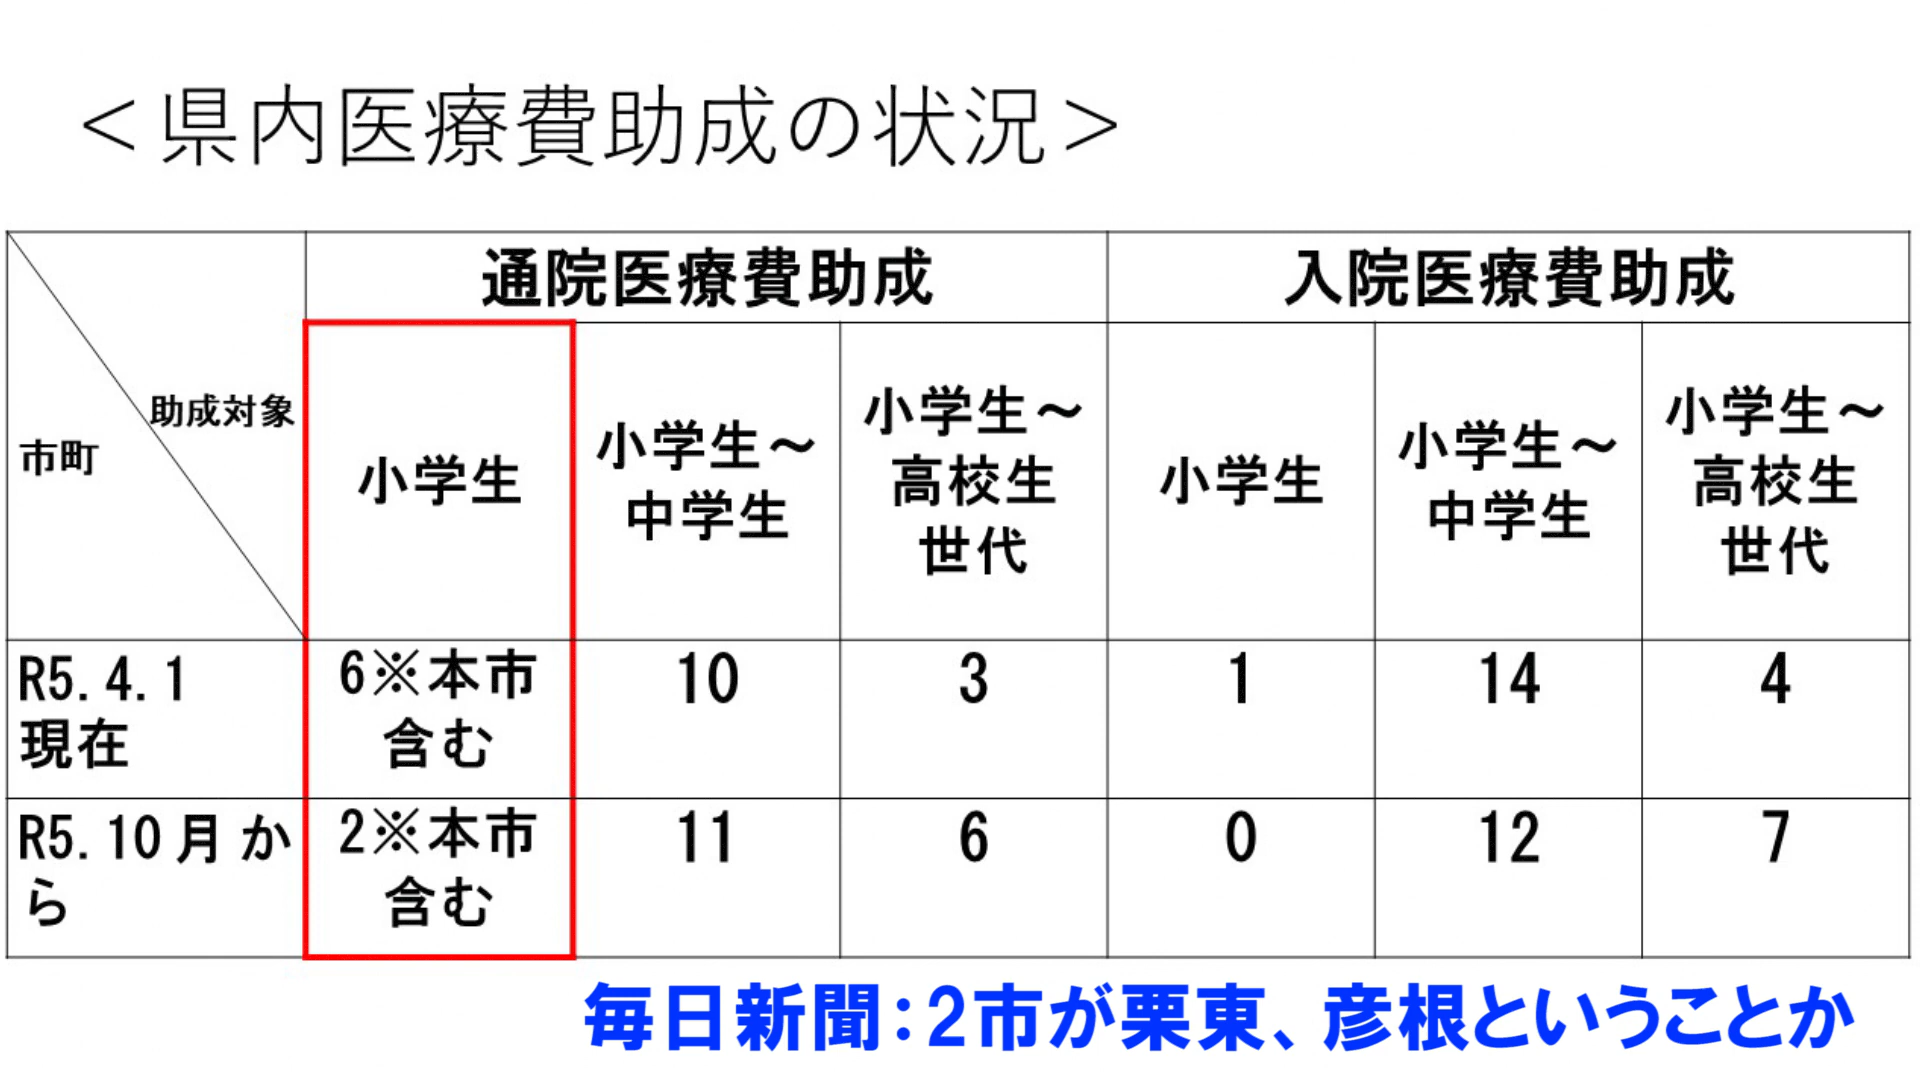 ＜県内医療費助成の状況＞
通院医療費助成
入院医療費助成
助成対象
市町
小学生
小学生～
中学生
小学生～
高校生
世代
小学生
小学生～
中学生
小学生～
高校生
世代
R5.4.1
現在
6※本市
含む
10
3
1
14
4
R5.10月か
ら
2※本市
含む
11
6
0
12
7
毎日新聞：2市が栗東、彦根ということか